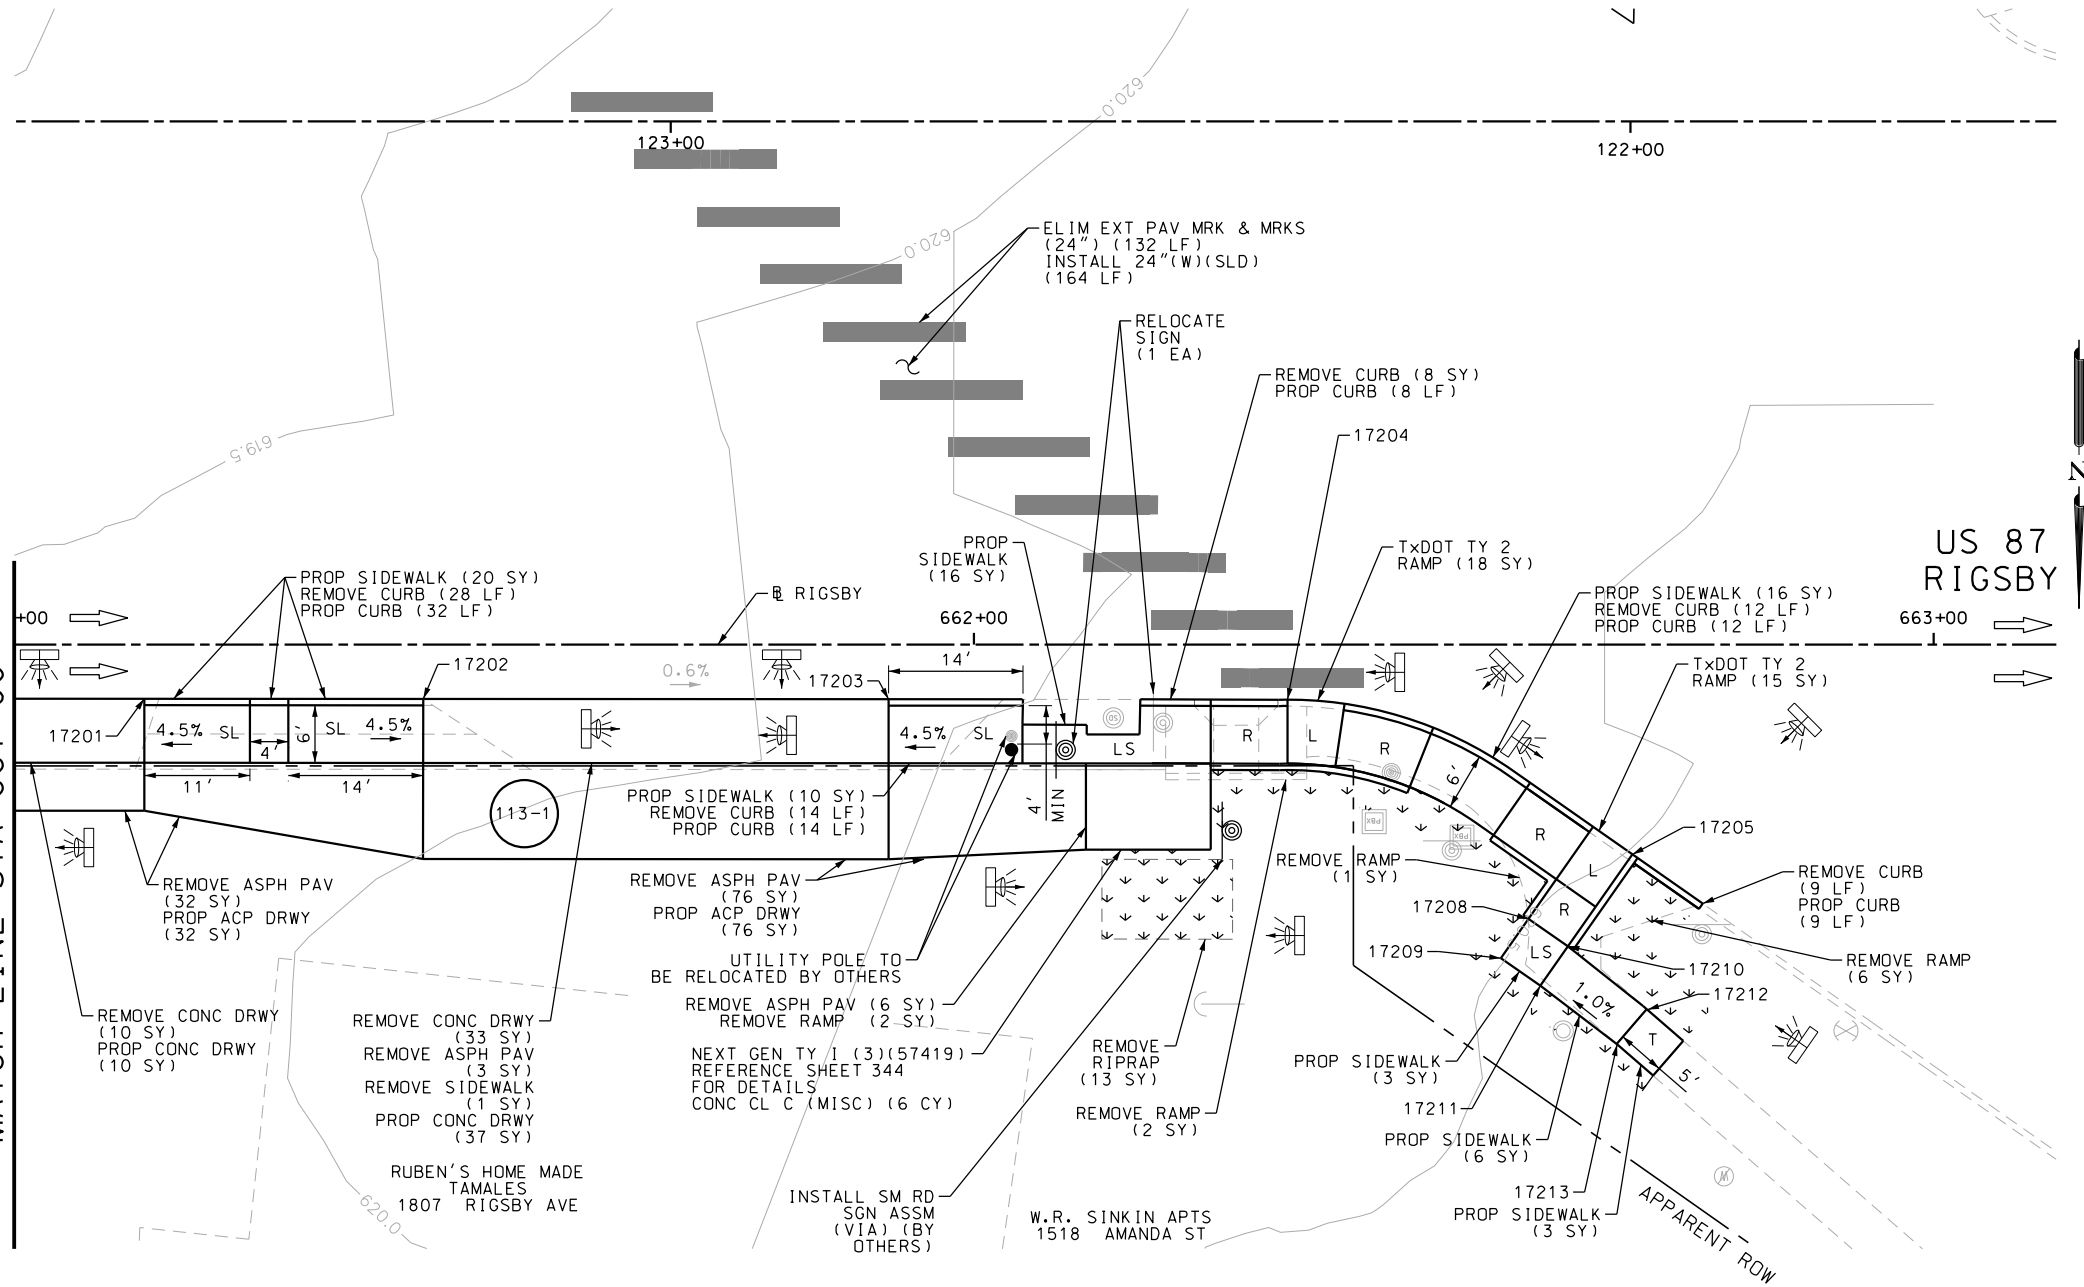 123+00
122+00
620.0
620.0
619.5
620.0
ELIM EXT PAV MRK & MRKS
(24") (132 LF)
INSTALL 24"(W)(SLD)
(164 LF)
RELOCATE
SIGN
(1 EA)
REMOVE CURB (8 SY)
PROP CURB (8 LF)
17204
PROP
SIDEWALK
(16 SY)
TxDOT TY 2
RAMP (18 SY)
US 87
RIGSBY
N
PROP SIDEWALK (20 SY)
REMOVE CURB (28 LF)
PROP CURB (32 LF)
RIGSBY
PROP SIDEWALK (16 SY)
REMOVE CURB (12 LF)
PROP CURB (12 LF)
+00
662+00
663+00
17202
0.9%
17203
14'
TxDOT TY 2
RAMP (15 SY)
17201
4.5%
SL
4'
6'
SL
4.5%
4.5%
SL
LS
R
L
R
6'
11'
14'
4'
MIN
113-1
PROP SIDEWALK (10 SY)
REMOVE CURB (14 LF)
PROP CURB (14 LF)
SD
PBX
PBX
R
L
R
LS
17205
REMOVE RAMP
(1 SY)
REMOVE CURB
(9 LF)
PROP CURB
(9 LF)
REMOVE ASPH PAV
(32 SY)
PROP ACP DRWY
(32 SY)
REMOVE ASPH PAV
(76 SY)
PROP ACP DRWY
(76 SY)
17208
17209
17210
17212
REMOVE RAMP
(6 SY)
UTILITY POLE TO
BE RELOCATED BY OTHERS
REMOVE ASPH PAV (6 SY)
REMOVE RAMP (2 SY)
1.0%
T
5'
REMOVE CONC DRWY
(10 SY)
PROP CONC DRWY
(10 SY)
REMOVE CONC DRWY
(33 SY)
REMOVE ASPH PAV
(3 SY)
REMOVE SIDEWALK
(1 SY)
PROP CONC DRWY
(37 SY)
NEXT GEN TY I (3)(57419)
REFERENCE SHEET 344
FOR DETAILS
CONC CL C (MISC) (6 CY)
REMOVE
RIPRAP
(13 SY)
REMOVE RAMP
(2 SY)
PROP SIDEWALK
(3 SY)
17211
PROP SIDEWALK
(6 SY)
17213
PROP SIDEWALK
(3 SY)
W
RUBEN'S HOME MADE
TAMALES
1807 RIGSBY AVE
INSTALL SM RD
SGN ASSM
(VIA) (BY
OTHERS)
W.R. SINKIN APTS
1518 AMANDA ST
APPARENT ROW